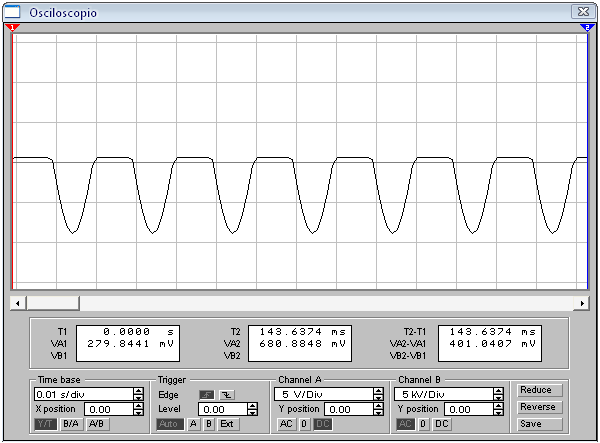 Osciloscopio
1 2
T1 0.0000 s T2 143.6374 ms T2-T1 143.6374 ms
VA1 279.8441 mV VA2 680.8848 mV VA2-VA1 401.0407 mV
VB1 VB2 VB2-VB1
Time base Trigger Channel A Channel B
0.01 s/div Edge 5 V/Div 5 kV/Div Reduce
X position 0.00 Level 0.00 Y position 0.00 Y position 0.00 Reverse
Y/T B/A A/B Auto A B Ext AC 0 DC AC 0 DC Save